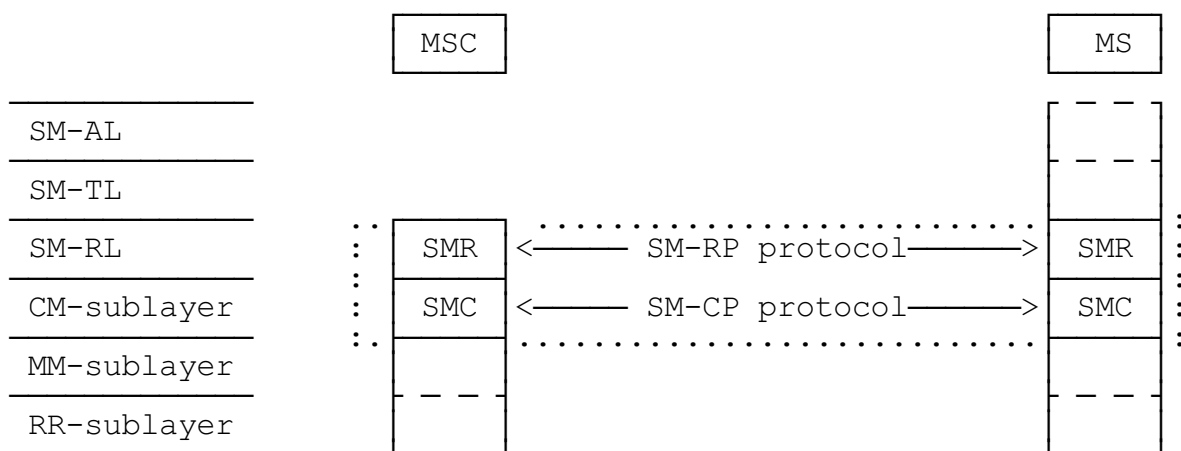 MSC MS
SM-AL
SM-TL
SM-RL SMR <—— SM-RP protocol——> SMR
CM-sublayer SMC <—— SM-CP protocol——> SMC
MM-sublayer
RR-sublayer